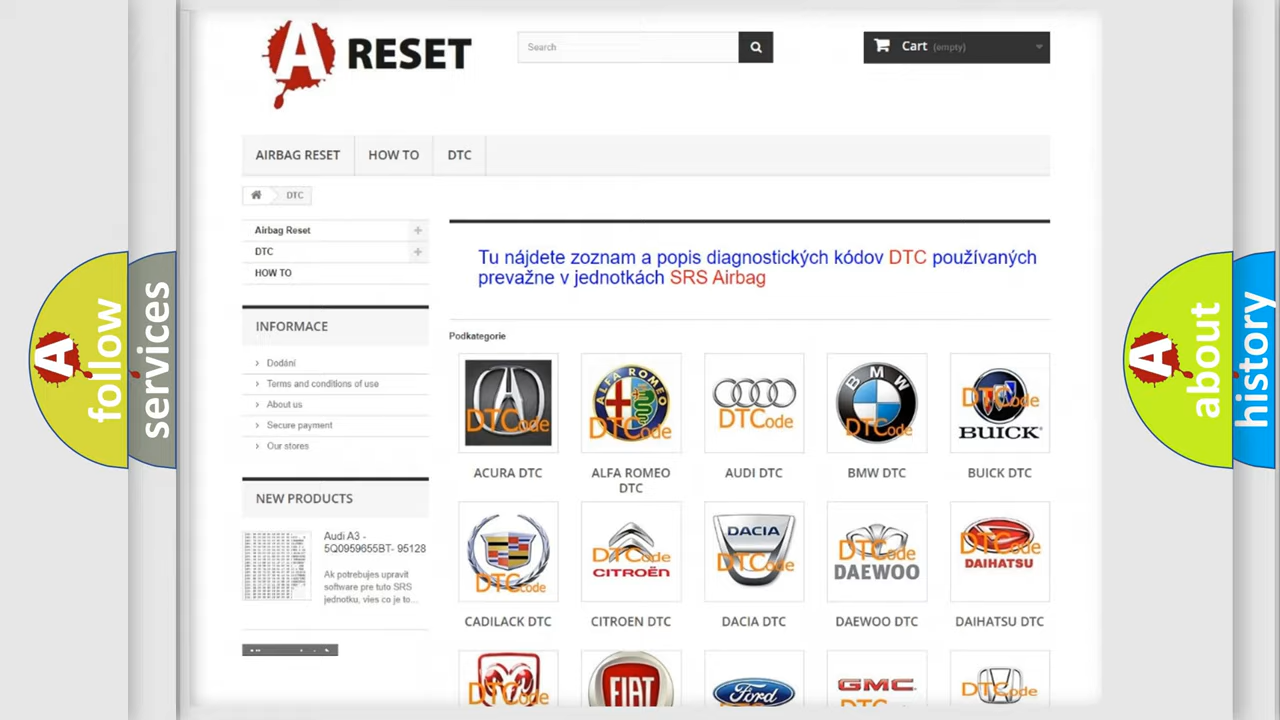 A RESET
Search
Cart (empty)
AIRBAG RESET
HOW TO
DTC
DTC
Airbag Reset
DTC
HOW TO
Tu nájdete zoznam a popis diagnostických kódov DTC používaných
prevažne v jednotkách SRS Airbag
INFORMACE
Dodání
Terms and conditions of use
About us
Secure payment
Our stores
Podkategorie
DTCode
ALFA ROMEO
DTCode
DTCode
BMW
DTCode
DTCode
BUICK
ACURA DTC
ALFA ROMEO
DTC
AUDI DTC
BMW DTC
BUICK DTC
NEW PRODUCTS
Audi A3 -
5Q0959655BT- 95128
Ak potrebujes upravit
software pre tuto SRS
jednotku, vies co je to...
DTCode
DTCode
CITROËN
DACIA
DTCode
DTCode
DAEWOO
DTCode
DAIHATSU
CADILACK DTC
CITROEN DTC
DACIA DTC
DAEWOO DTC
DAIHATSU DTC
DTCode
FIAT
Ford
GMC
DTCode
A follow
services
A about
history